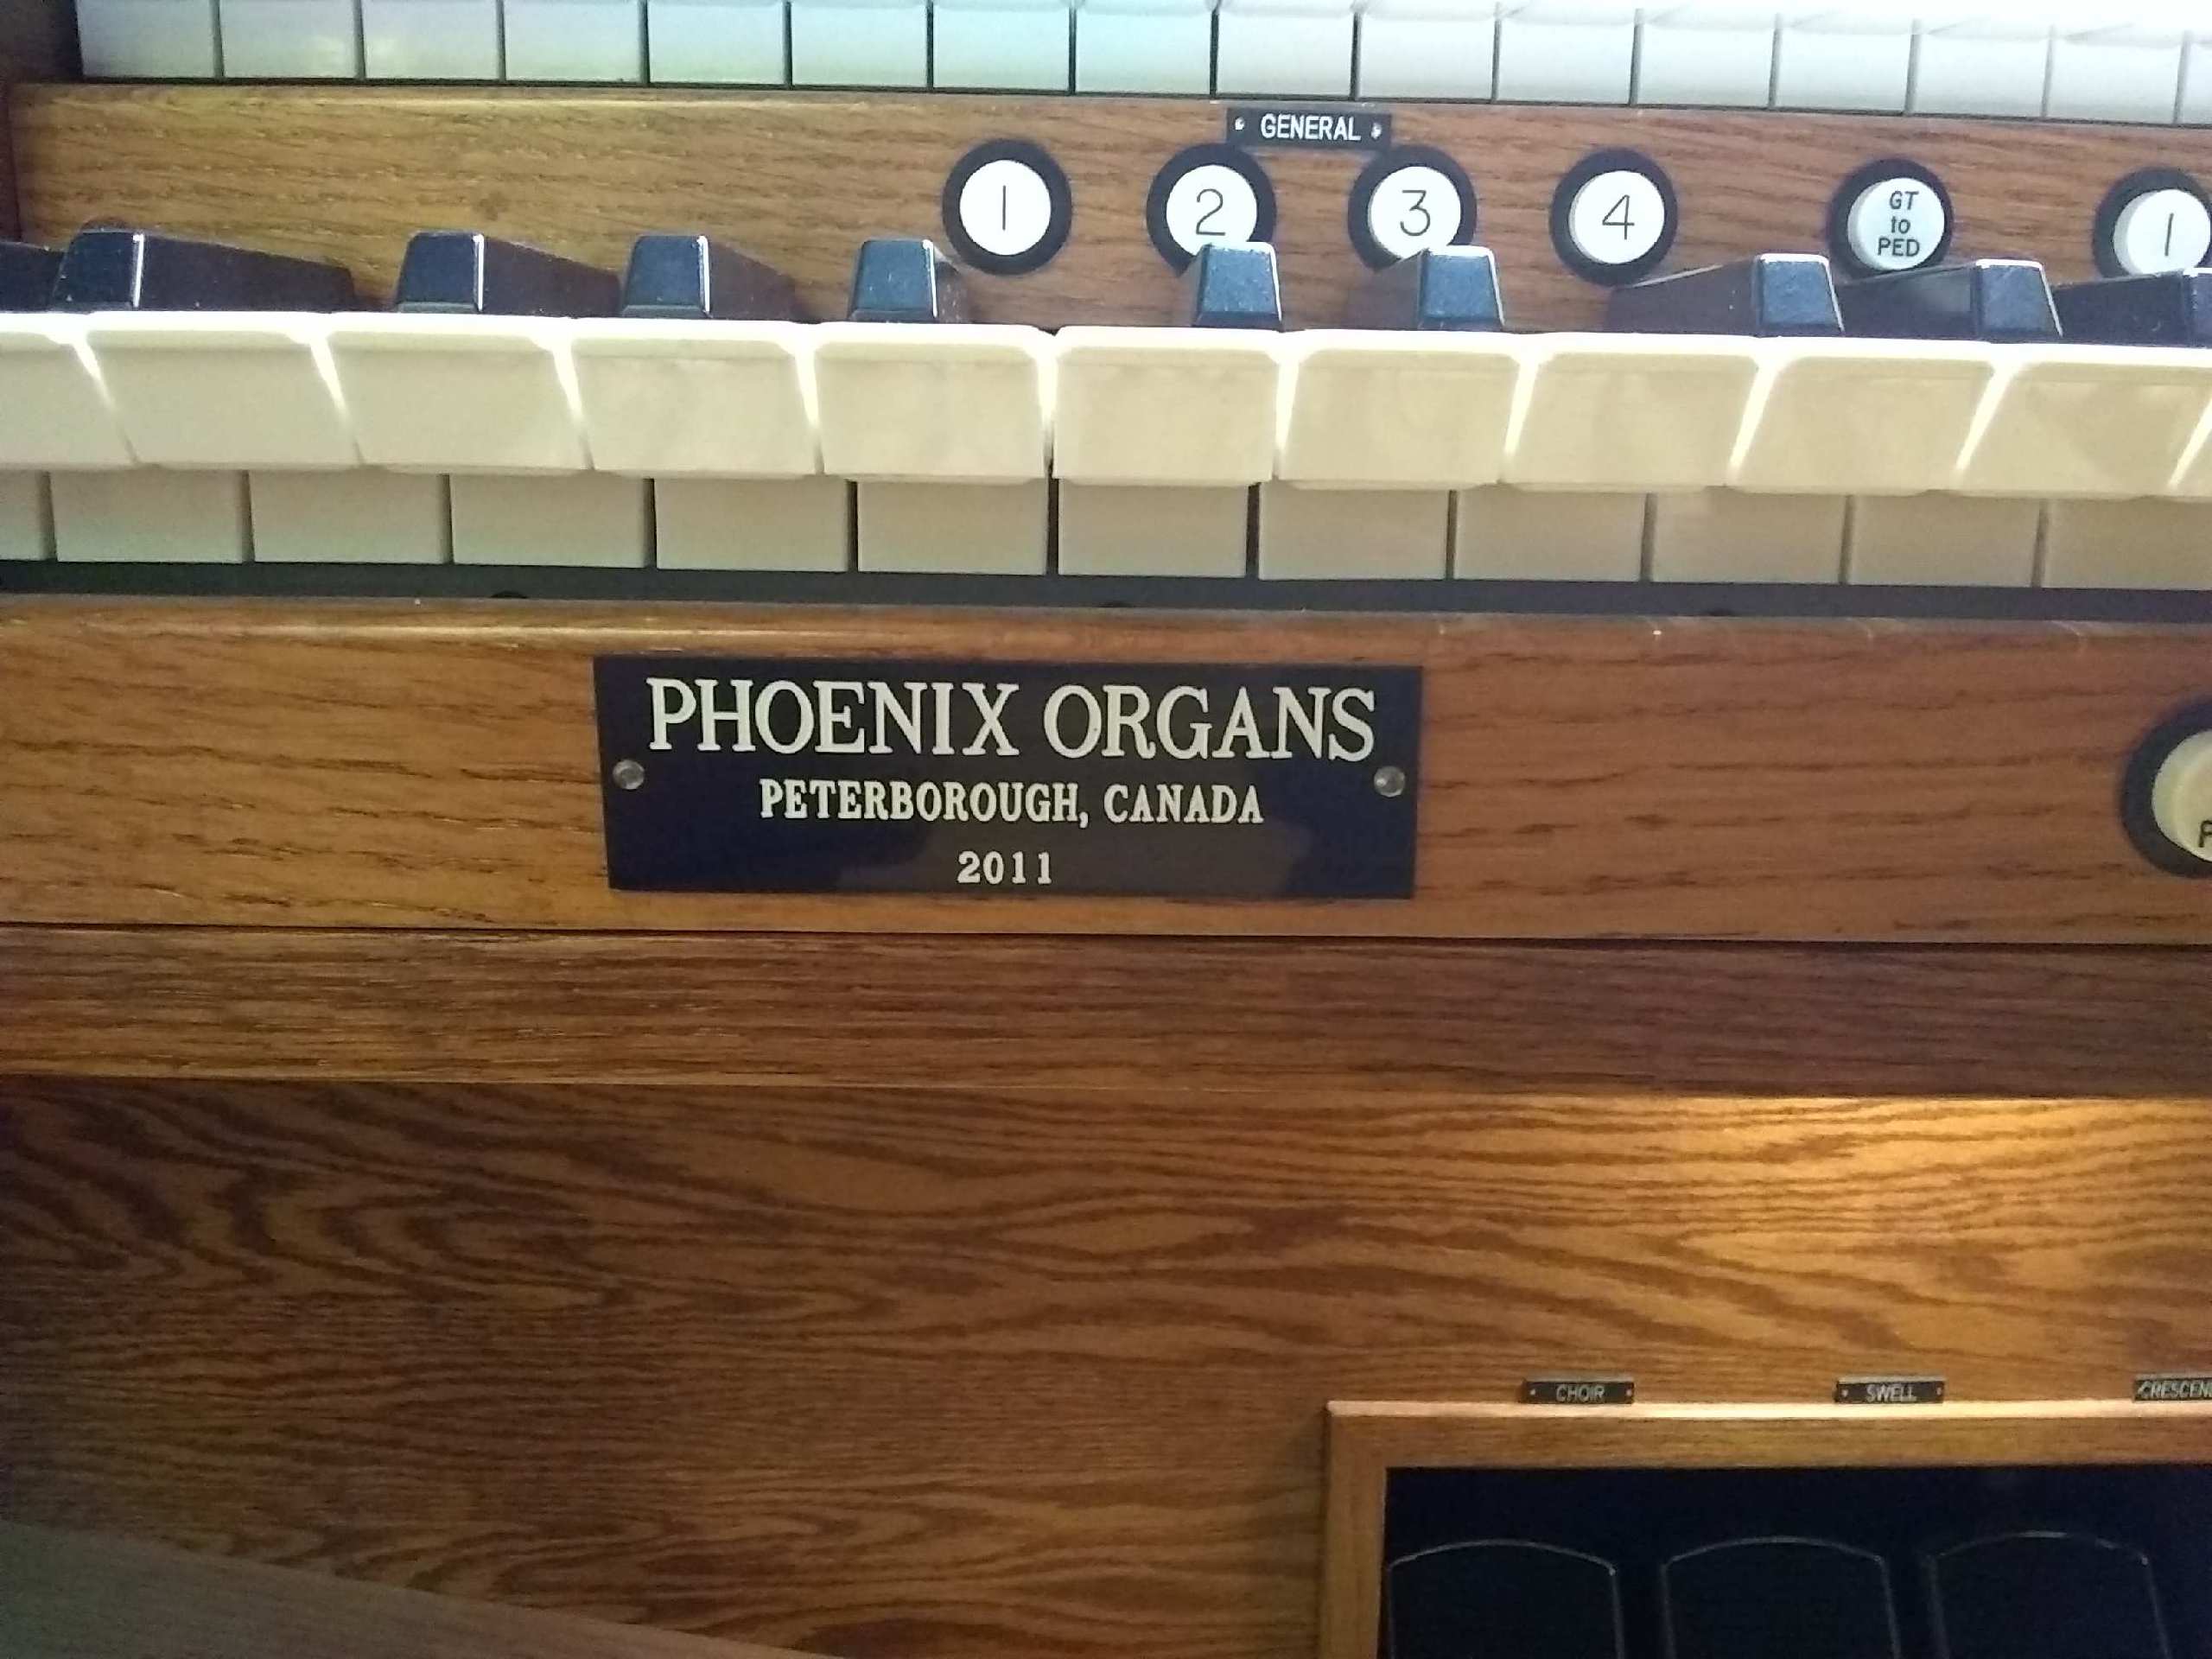 GENERAL
1 2 3 4 GT to PED 1
PHOENIX ORGANS
PETERBOROUGH, CANADA
2011
CHOIR SWELL